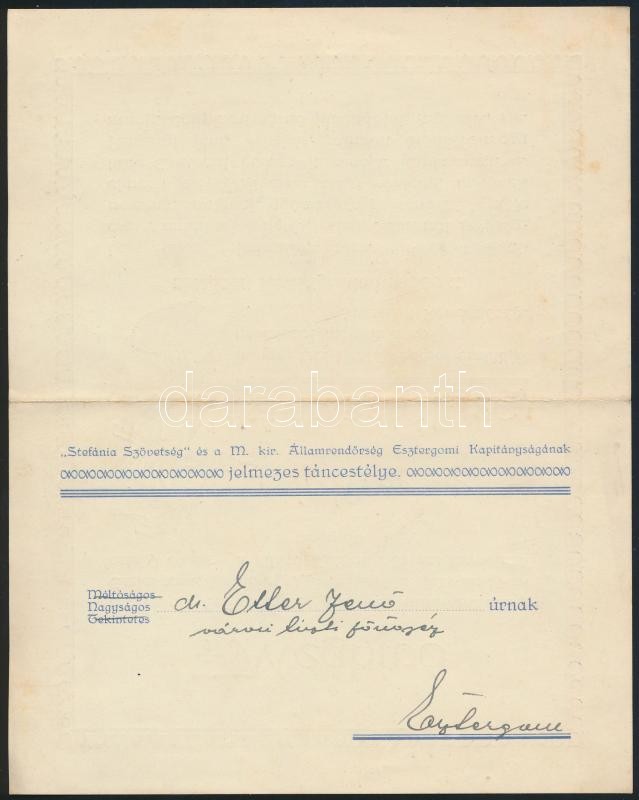 darabanth
„Stefánia Szövetség" és a M. kir. Államrendőrség Esztergomi Kapitányságának
jelmezes táncestélye.
Méltóságos
Nagyságos dr. Etter Jenő úrnak
Tekintetes
városi tiszti főügyész
Esztergom